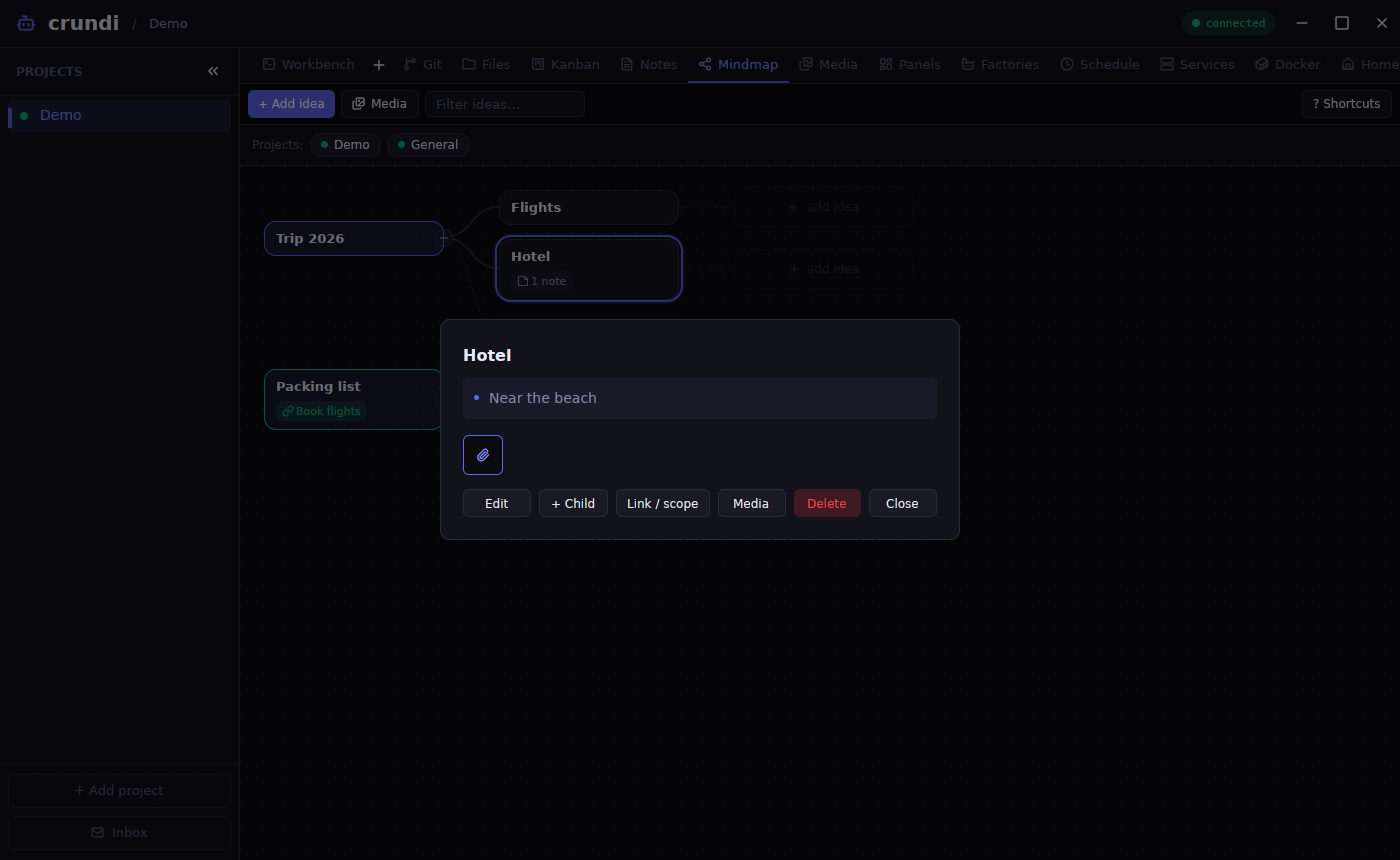 crundi / Demo
connected
PROJECTS
Demo
+ Add project
Inbox
Workbench + Git Files Kanban Notes Mindmap Media Panels Factories Schedule Services Docker Home
+ Add idea Media Filter ideas... ? Shortcuts
Projects: Demo General
Trip 2026
Flights
+ add idea
Hotel
1 note
+ add idea
Packing list
Book flights
Hotel
Near the beach
Edit + Child Link / scope Media Delete Close